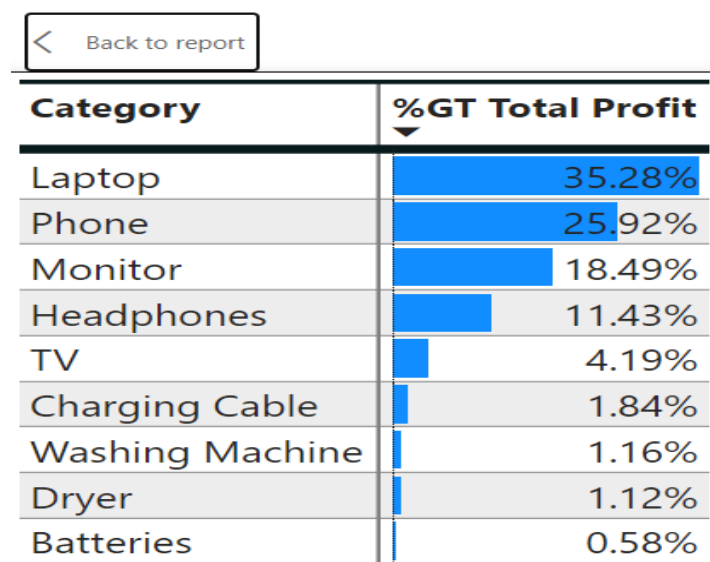 Back to report
Category %GT Total Profit
Laptop 35.28%
Phone 25.92%
Monitor 18.49%
Headphones 11.43%
TV 4.19%
Charging Cable 1.84%
Washing Machine 1.16%
Dryer 1.12%
Batteries 0.58%